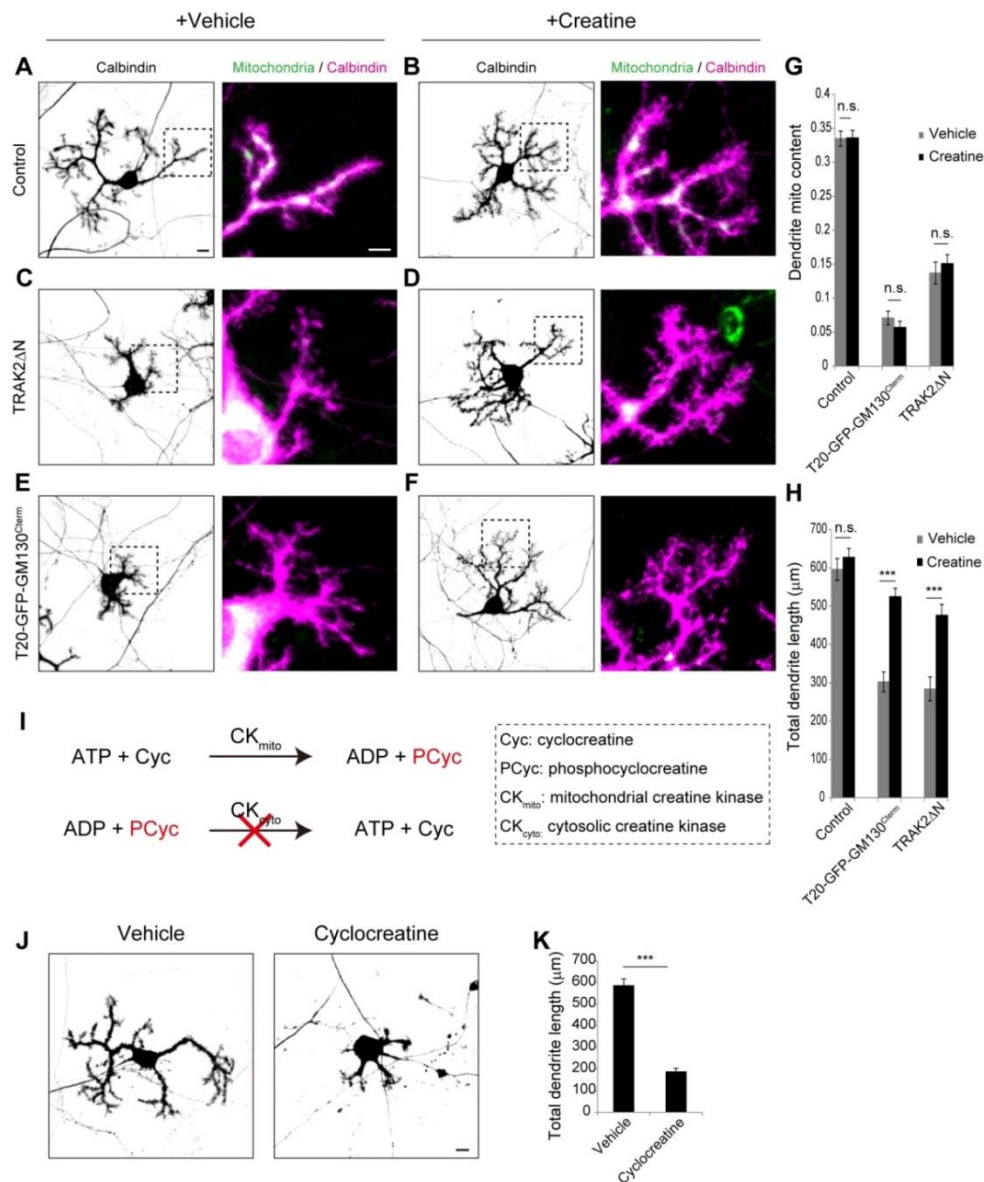 +Vehicle
+Creatine
A
Calbindin
Mitochondria / Calbindin
B
Calbindin
Mitochondria / Calbindin
Control
C
D
TRAK2ΔN
E
F
T20-GFP-GM130Cterm
G
Dendrite mito content
0.4
0.35
0.3
0.25
0.2
0.15
0.1
0.05
0
n.s.
n.s.
n.s.
Vehicle
Creatine
Control
T20-GFP-GM130Cterm
TRAK2ΔN
H
Total dendrite length (μm)
700
600
500
400
300
200
100
0
n.s.
***
***
Vehicle
Creatine
Control
T20-GFP-GM130Cterm
TRAK2ΔN
I
ATP + Cyc
CKmito
ADP + PCyc
ADP + PCyc
CKcyto
ATP + Cyc
Cyc: cyclocreatine
PCyc: phosphocyclocreatine
CKmito: mitochondrial creatine kinase
CKcyto: cytosolic creatine kinase
J
Vehicle
Cyclocreatine
K
Total dendrite length (μm)
700
600
500
400
300
200
100
0
***
Vehicle
Cyclocreatine